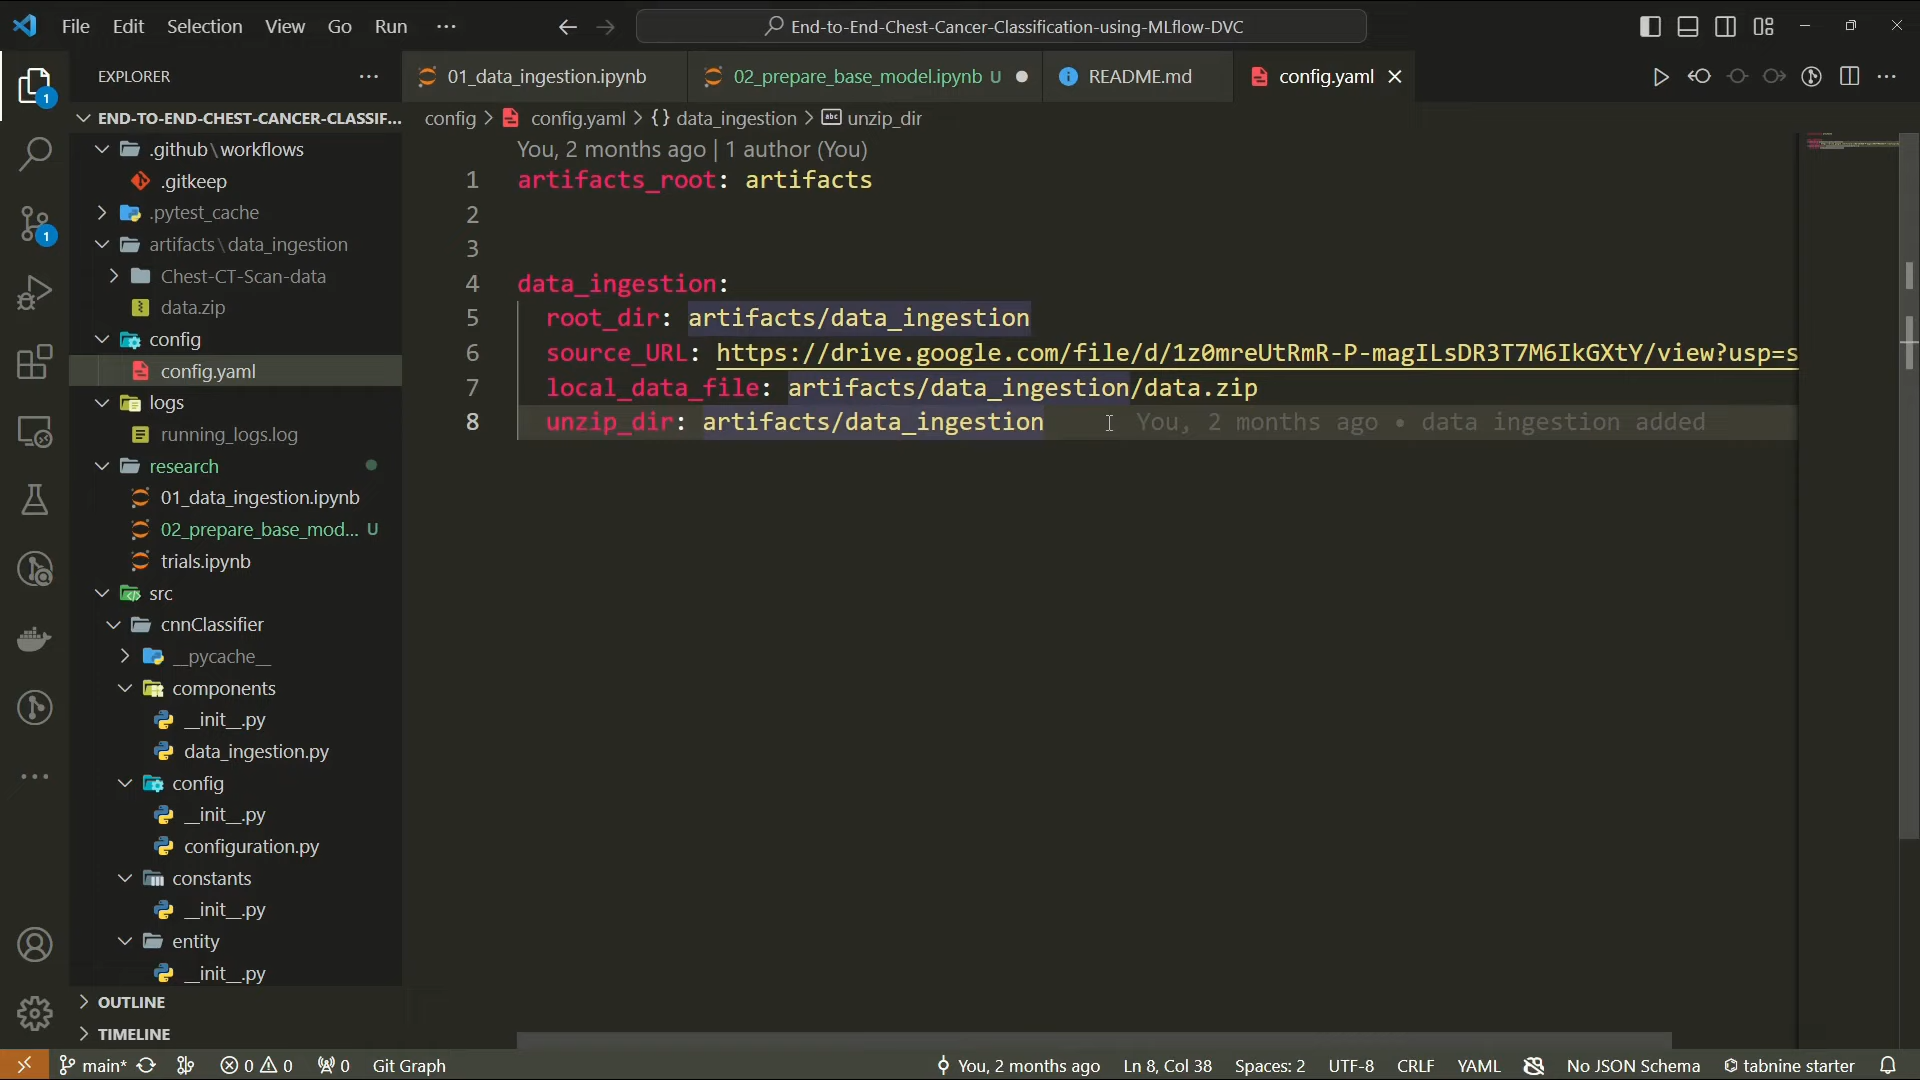 File Edit Selection View Go Run ···
End-to-End-Chest-Cancer-Classification-using-MLflow-DVC
EXPLORER
01_data_ingestion.ipynb
02_prepare_base_model.ipynb U
README.md
config.yaml
END-TO-END-CHEST-CANCER-CLASSIF...
config > config.yaml > {} data_ingestion > unzip_dir
.github\workflows
.gitkeep
.pytest_cache
artifacts\data_ingestion
Chest-CT-Scan-data
data.zip
config
config.yaml
logs
running_logs.log
research
01_data_ingestion.ipynb
02_prepare_base_mod... U
trials.ipynb
src
cnnClassifier
__pycache__
components
__init__.py
data_ingestion.py
config
__init__.py
configuration.py
constants
__init__.py
entity
__init__.py
OUTLINE
TIMELINE
1
1
You, 2 months ago | 1 author (You)
1 artifacts_root: artifacts
2
3
4 data_ingestion:
5 root_dir: artifacts/data_ingestion
6 source_URL: https://drive.google.com/file/d/1z0mreUtRmR-P-magILsDR3T7M6IkGXtY/view?usp=s
7 local_data_file: artifacts/data_ingestion/data.zip
8 unzip_dir: artifacts/data_ingestion You, 2 months ago • data ingestion added
main* 0 0 0 Git Graph You, 2 months ago Ln 8, Col 38 Spaces: 2 UTF-8 CRLF YAML No JSON Schema tabnine starter